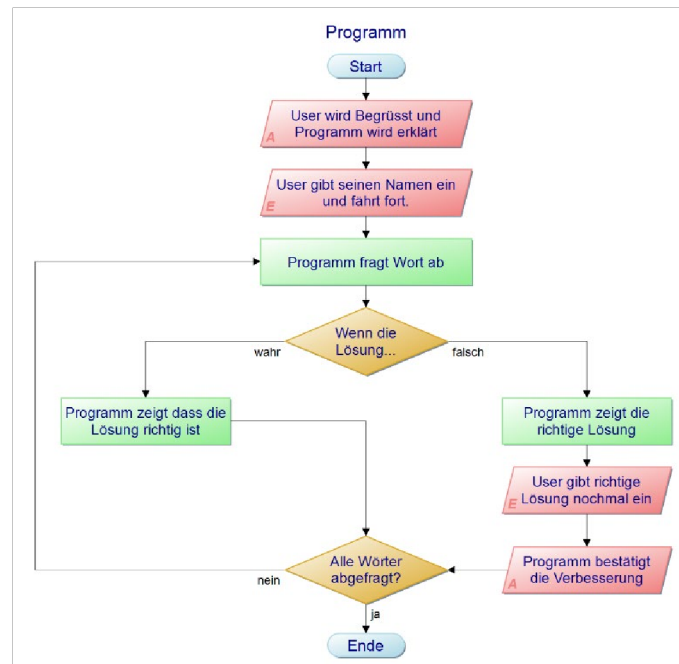 Programm
Start
User wird Begrüsst und
Programm wird erklärt
A
User gibt seinen Namen ein
und fährt fort.
E
Programm fragt Wort ab
Wenn die
Lösung...
wahr
falsch
Programm zeigt dass die
Lösung richtig ist
Programm zeigt die
richtige Lösung
User gibt richtige
Lösung nochmal ein
E
Alle Wörter
abgefragt?
nein
ja
Programm bestätigt
die Verbesserung
A
Ende